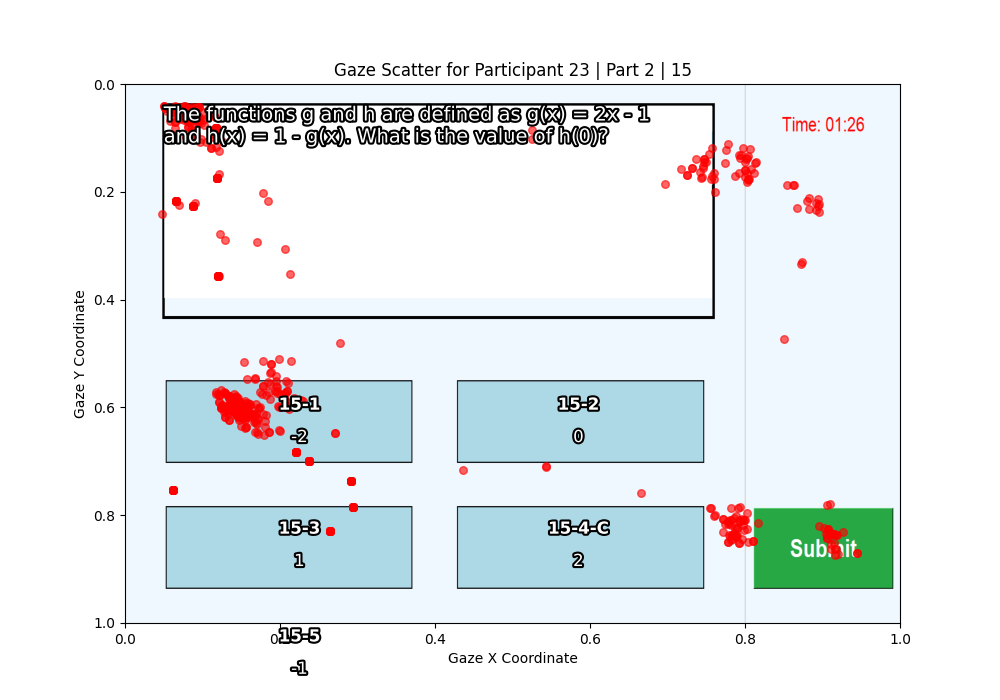 Gaze Scatter for Participant 23 | Part 2 | 15
The functions g and h are defined as g(x) = 2x - 1
and h(x) = 1 - g(x). What is the value of h(0)?
Time: 01:26
15-1
-2
15-2
0
15-3
1
15-4-C
2
Submit
15-5
-1
0.0
0.2
0.4
0.6
0.8
1.0
Gaze Y Coordinate
0.0
0.2
0.4
0.6
0.8
1.0
Gaze X Coordinate